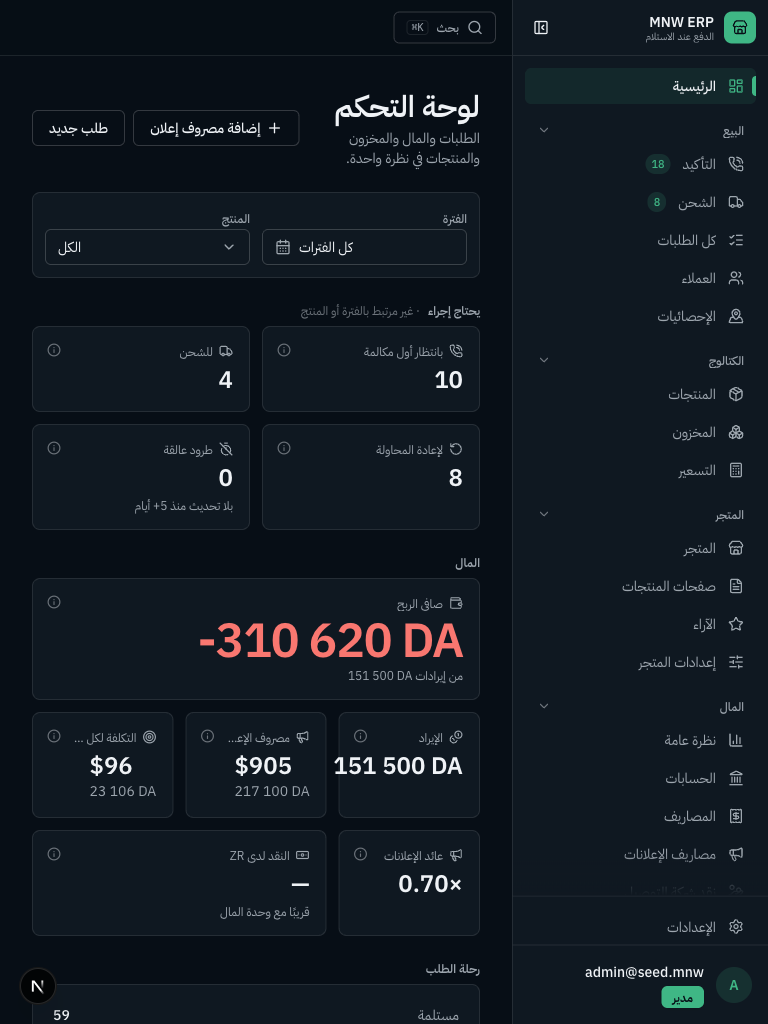 MNW ERP
الدفع عند الاستلام
الرئيسية
البيع
التأكيد 18
الشحن 8
كل الطلبات
العملاء
الإحصائيات
الكتالوج
المنتجات
المخزون
التسعير
المتجر
المتجر
صفحات المنتجات
الآراء
إعدادات المتجر
المال
نظرة عامة
الحسابات
المصاريف
مصاريف الإعلانات
الإعدادات
A
admin@seed.mnw
مدير
بحث ⌘K
لوحة التحكم
الطلبات والمال والمخزون
والمنتجات في نظرة واحدة.
إضافة مصروف إعلان
طلب جديد
الفترة
كل الفترات
المنتج
الكل
يحتاج إجراء · غير مرتبط بالفترة أو المنتج
بانتظار أول مكالمة
10
للشحن
4
لإعادة المحاولة
8
طرود عالقة
0
بلا تحديث منذ 5+ أيام
المال
صافي الربح
-310 620 DA
من إيرادات 151 500 DA
الإيراد
151 500 DA
مصروف الإعـ...
$905
217 100 DA
التكلفة لكل ...
$96
23 106 DA
عائد الإعلانات
0.70×
النقد لدى ZR
—
قريبًا مع وحدة المال
رحلة الطلب
مستلمة
59
N